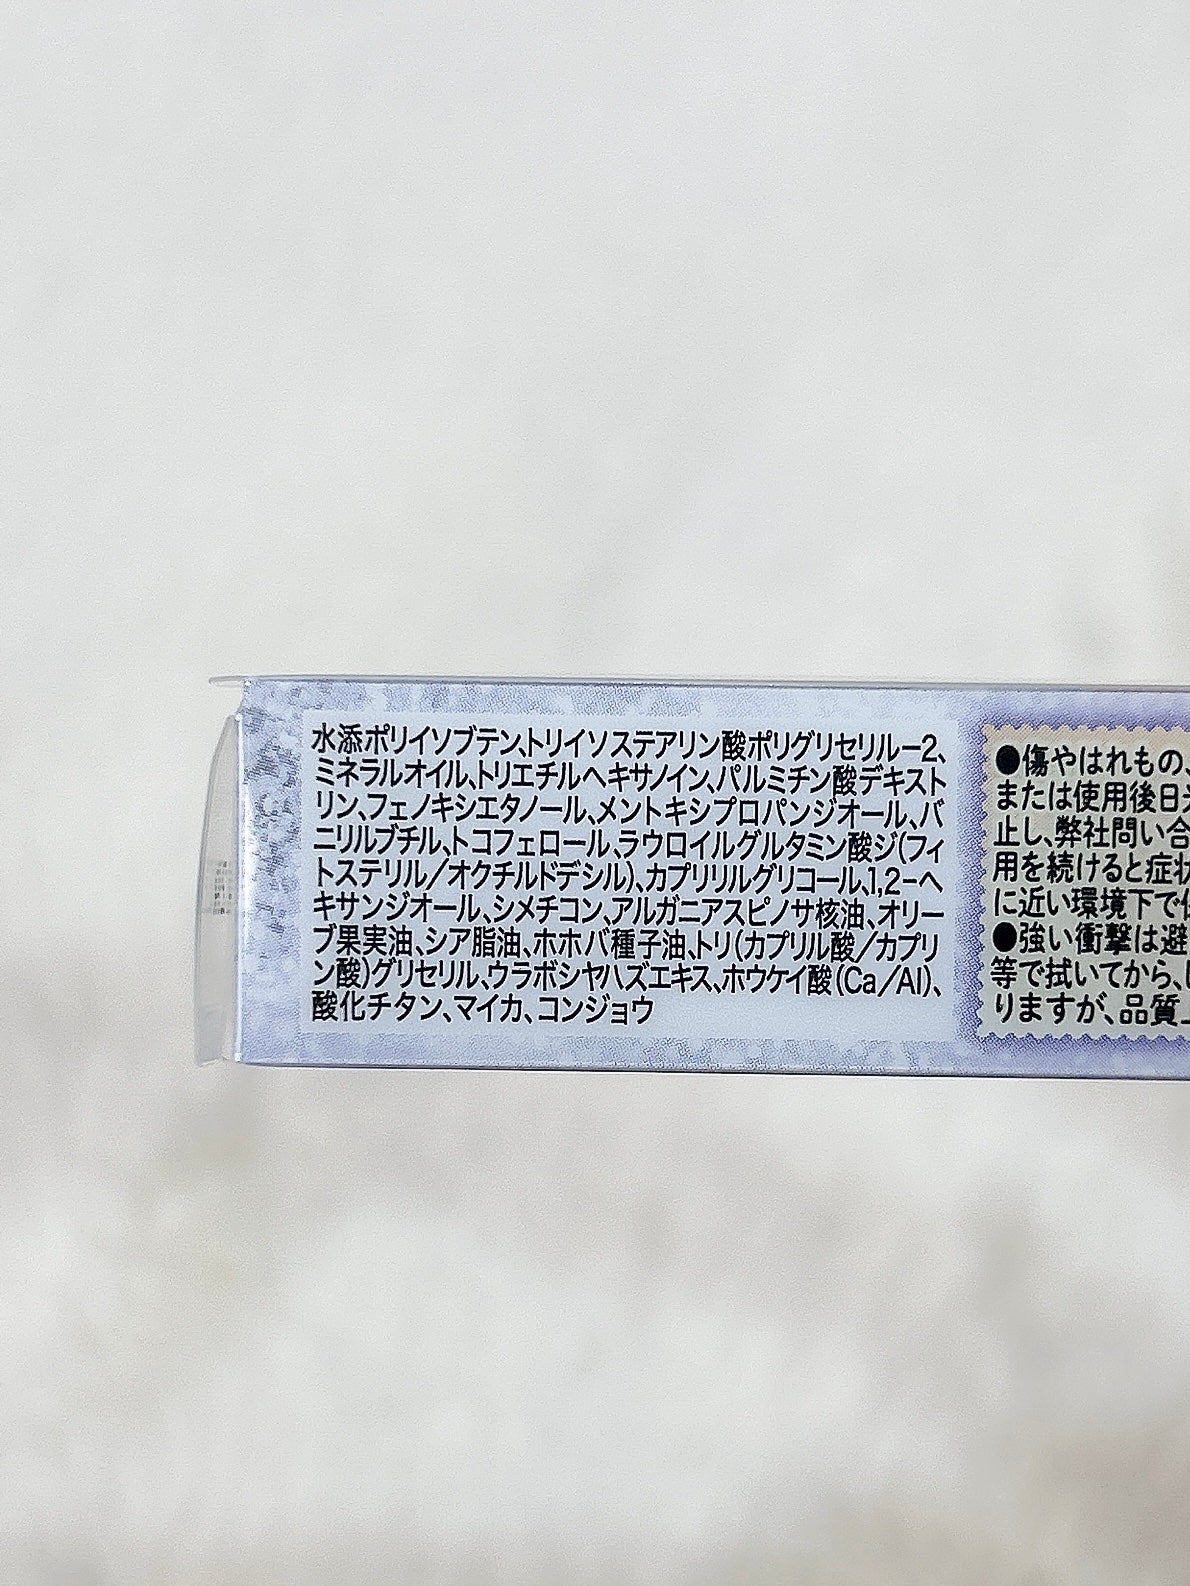 水添ポリイソブテン、トリイソステアリン酸ポリグリセリル－2、
ミネラルオイル、トリエチルヘキサノイン、パルミチン酸デキスト
リン、フェノキシエタノール、メントキシプロパンジオール、バ
ニリルブチル、トコフェロール、ラウロイルグルタミン酸ジ(フィ
トステリル/オクチルドデシル)、カプリリルグリコール、1,2－ヘ
キサンジオール、シメチコン、アルガニアスピノサ核油、オリー
ブ果実油、シア脂油、ホホバ種子油、トリ(カプリル酸/カプリ
ン酸)グリセリル、ウラボシヤハズエキス、ホウケイ酸(Ca/Al)、
酸化チタン、マイカ、コンジョウ
●傷やはれもの、
または使用後日
止し、弊社問い合
用を続けると症状
に近い環境下で
●強い衝撃は避
等で拭いてから、
りますが、品質